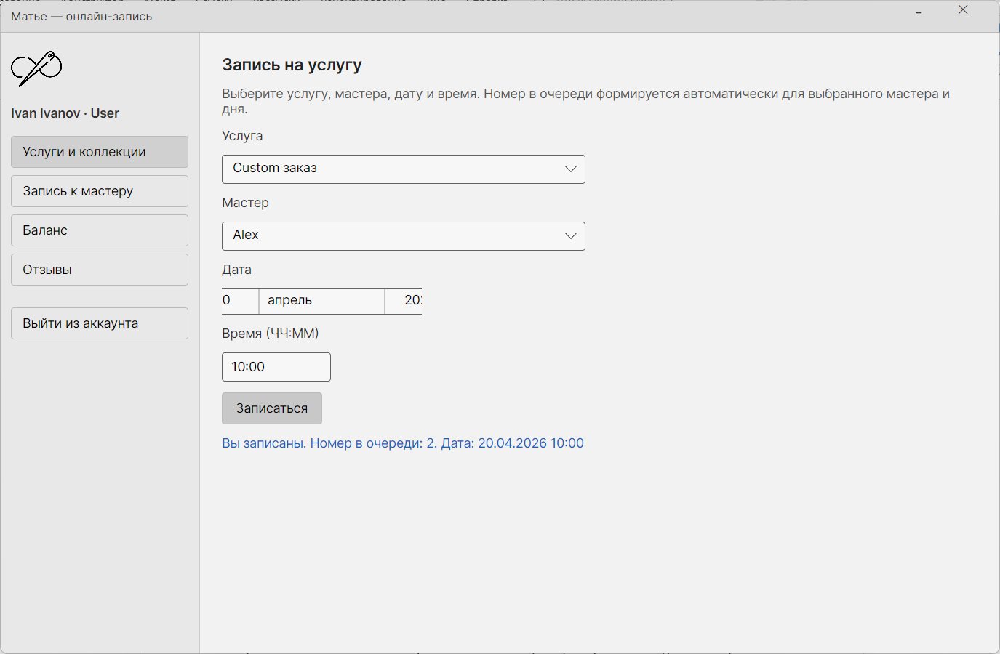 Матье — онлайн-запись
Ivan Ivanov · User
Услуги и коллекции
Запись к мастеру
Баланс
Отзывы
Выйти из аккаунта
Запись на услугу
Выберите услугу, мастера, дату и время. Номер в очереди формируется автоматически для выбранного мастера и
дня.
Услуга
Custom заказ
Мастер
Alex
Дата
0 апрель 202
Время (ЧЧ:ММ)
10:00
Записаться
Вы записаны. Номер в очереди: 2. Дата: 20.04.2026 10:00